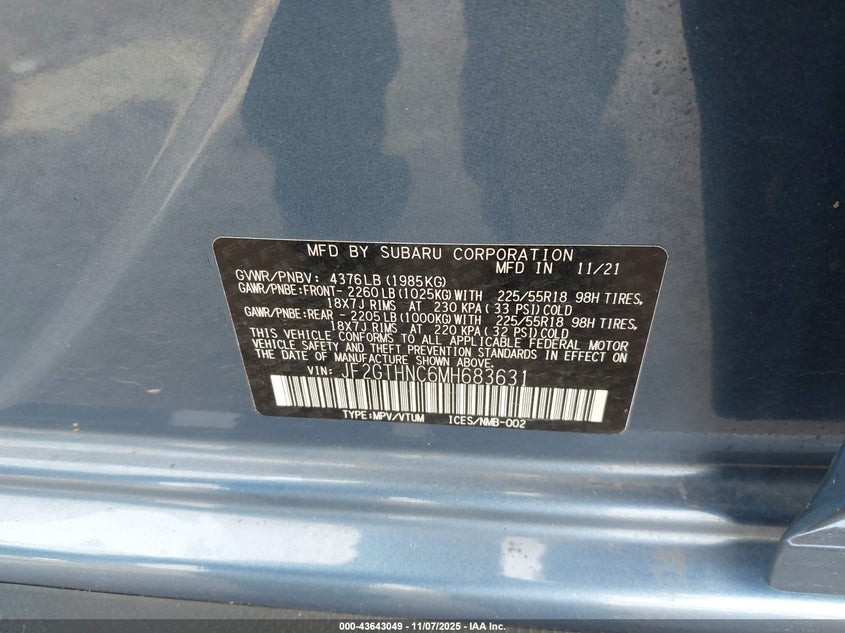 MFD BY SUBARU CORPORATION
MFD IN 11/21
GVWR/PNBV: 4376LB(1985KG)
GAWR/PNBE:FRONT- 2260LB(1025KG)WITH 225/55R18 98H TIRES,
18X7J RIMS AT 230 KPA(33 PSI)COLD
GAWR/PNBE:REAR - 2205LB(1000KG)WITH 225/55R18 98H TIRES,
18X7J RIMS AT 220 KPA(32 PSI)COLD
THIS VEHICLE CONFORMS TO ALL APPLICABLE FEDERAL MOTOR
VEHICLE SAFETY AND THEFT PREVENTION STANDARDS IN EFFECT ON
THE DATE OF MANUFACTURE SHOWN ABOVE.
VIN: JF2GTHNC6MH683631
TYPE:MPV/VTUM ICES/NMB-002
000-43643049 - 11/07/2025 - IAA Inc.